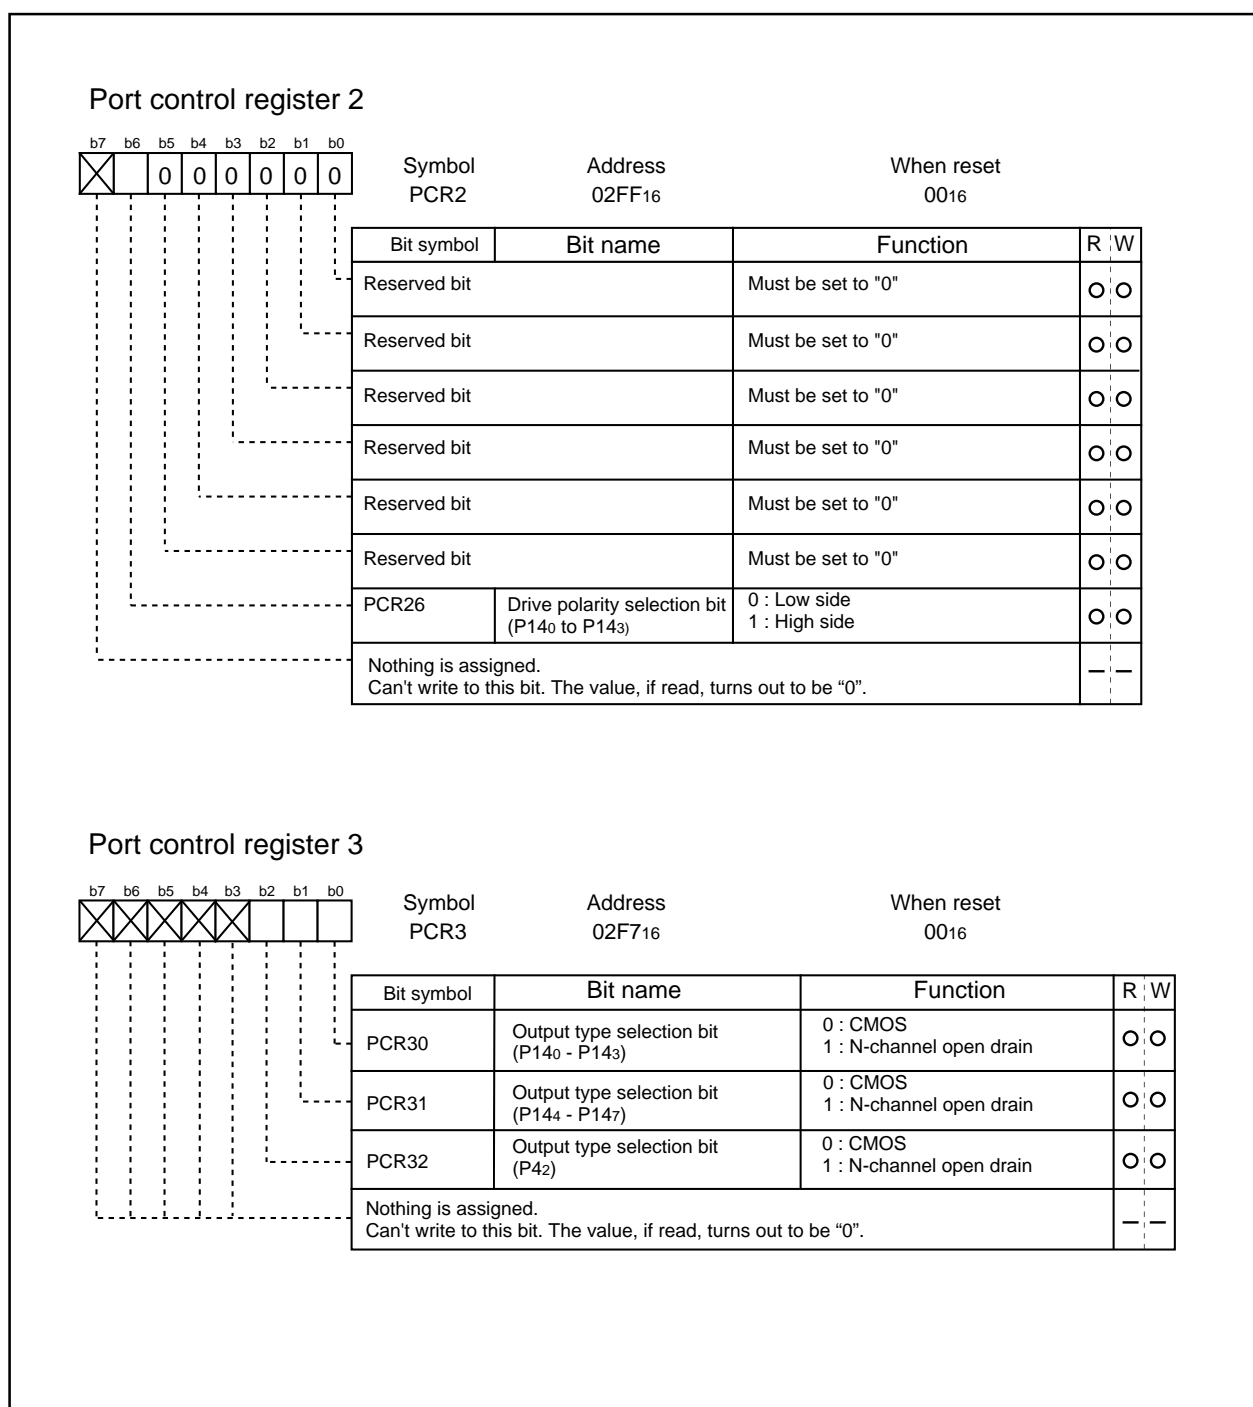 Port control register 2
b7 b6 b5 b4 b3 b2 b1 b0
0 0 0 0 0 0
Symbol Address When reset
PCR2 02FF16 0016
Bit symbol Bit name Function R W
Reserved bit Must be set to "0"
Reserved bit Must be set to "0"
Reserved bit Must be set to "0"
Reserved bit Must be set to "0"
Reserved bit Must be set to "0"
Reserved bit Must be set to "0"
PCR26 Drive polarity selection bit 0 : Low side
(P140 to P143) 1 : High side
Nothing is assigned.
Can't write to this bit. The value, if read, turns out to be “0”.
Port control register 3
b7 b6 b5 b4 b3 b2 b1 b0
Symbol Address When reset
PCR3 02F716 0016
Bit symbol Bit name Function R W
PCR30 Output type selection bit 0 : CMOS
(P140 - P143) 1 : N-channel open drain
PCR31 Output type selection bit 0 : CMOS
(P144 - P147) 1 : N-channel open drain
PCR32 Output type selection bit 0 : CMOS
(P42) 1 : N-channel open drain
Nothing is assigned.
Can't write to this bit. The value, if read, turns out to be “0”.